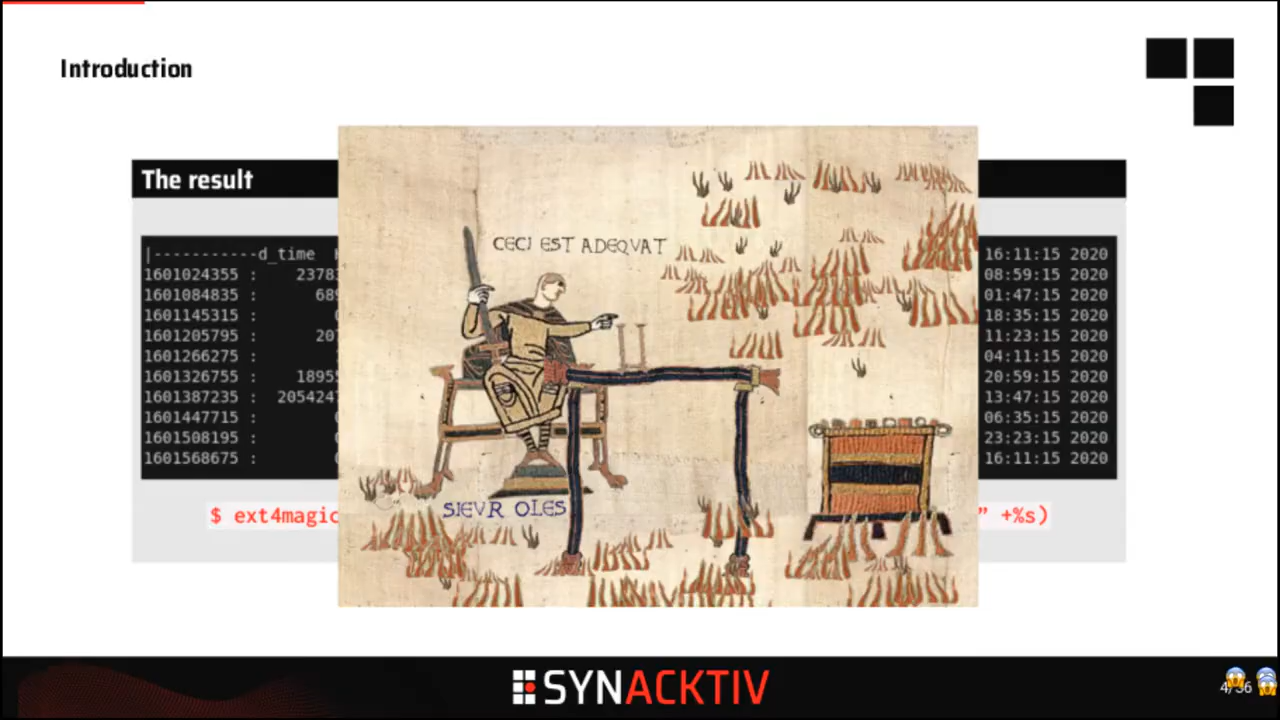 Introduction
The result
|-----------d_time
16:11:15 2020
1601024355 :
08:59:15 2020
1601084835 :
01:47:15 2020
1601145315 :
18:35:15 2020
1601205795 :
11:23:15 2020
1601266275 :
04:11:15 2020
1601326755 :
20:59:15 2020
1601387235 :
13:47:15 2020
1601447715 :
06:35:15 2020
1601508195 :
23:23:15 2020
1601568675 :
16:11:15 2020
CECI EST ADEQVAT
SIEVR OLES
$ ext4magic
” +%s)
SYNACKTIV